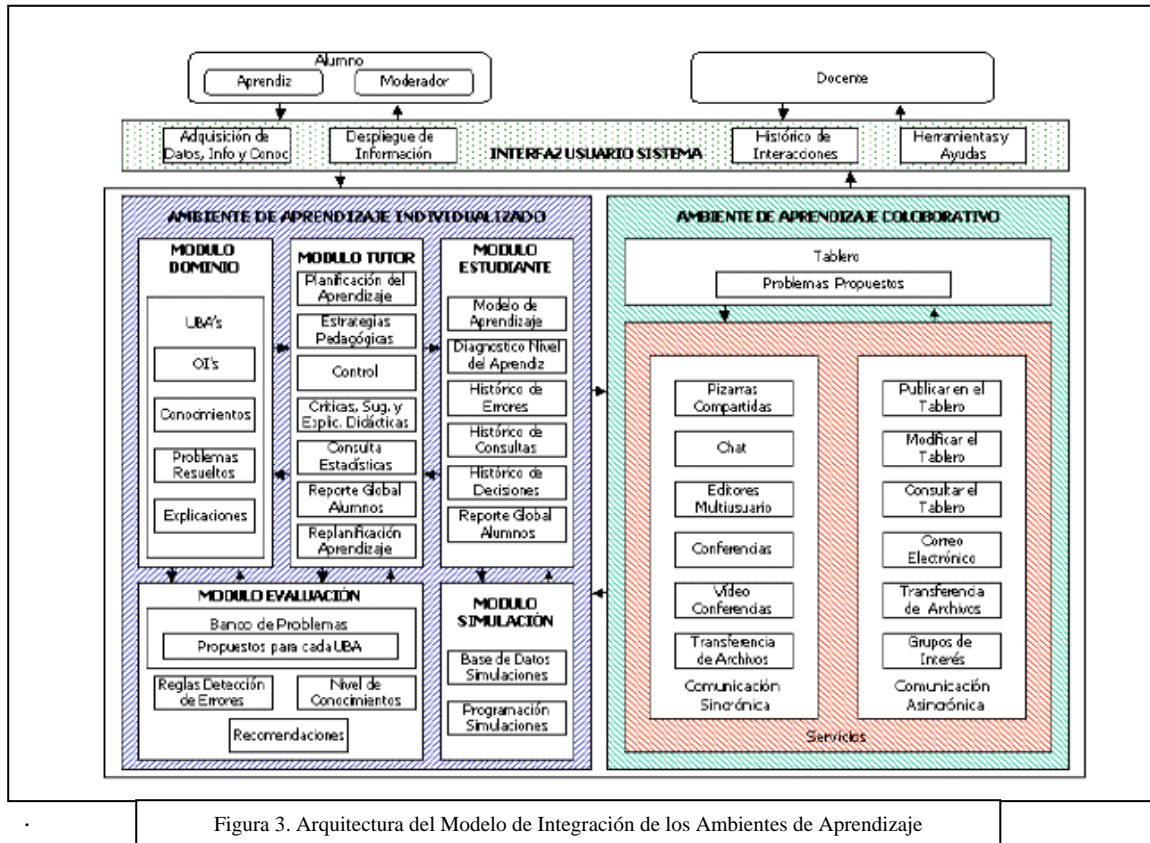 Alumno
Aprendiz
Moderador
Docente
Adquisición de
Datos, Info y Conoc
Despliegue de
Información
INTERFAZ USUARIO SISTEMA
Histórico de
Interacciones
Herramientas y
Ayudas
AMBIENTE DE APRENDIZAJE INDIVIDUALIZADO
MODULO
DOMINIO
UBA's
OI's
Conocimientos
Problemas
Resueltos
Explicaciones
MODULO TUTOR
Planificación del
Aprendizaje
Estrategias
Pedagógicas
Control
Críticas, Sug. y
Explic. Didácticas
Consulta
Estadísticas
Reporte Global
Alumnos
Replanificación
Aprendizaje
MODULO
ESTUDIANTE
Modelo de
Aprendizaje
Diagnostico Nivel
del Aprendiz
Histórico de
Errores
Histórico de
Consultas
Histórico de
Decisiones
Reporte Global
Alumnos
MODULO EVALUACIÓN
Banco de Problemas
Propuestos para cada UBA
Reglas Detección
de Errores
Nivel de
Conocimientos
Recomendaciones
MODULO
SIMULACIÓN
Base de Datos
Simulaciones
Programación
Simulaciones
AMBIENTE DE APRENDIZAJE COLOBORATIVO
Tablero
Problemas Propuestos
Pizarras
Compartidas
Chat
Editores
Multiusuario
Conferencias
Vídeo
Conferencias
Transferencia
de Archivos
Comunicación
Sincrónica
Publicar en el
Tablero
Modificar el
Tablero
Consultar el
Tablero
Correo
Electrónico
Transferencia
de Archivos
Grupos de
Interés
Comunicación
Asincrónica
Servicios
.
Figura 3. Arquitectura del Modelo de Integración de los Ambientes de Aprendizaje